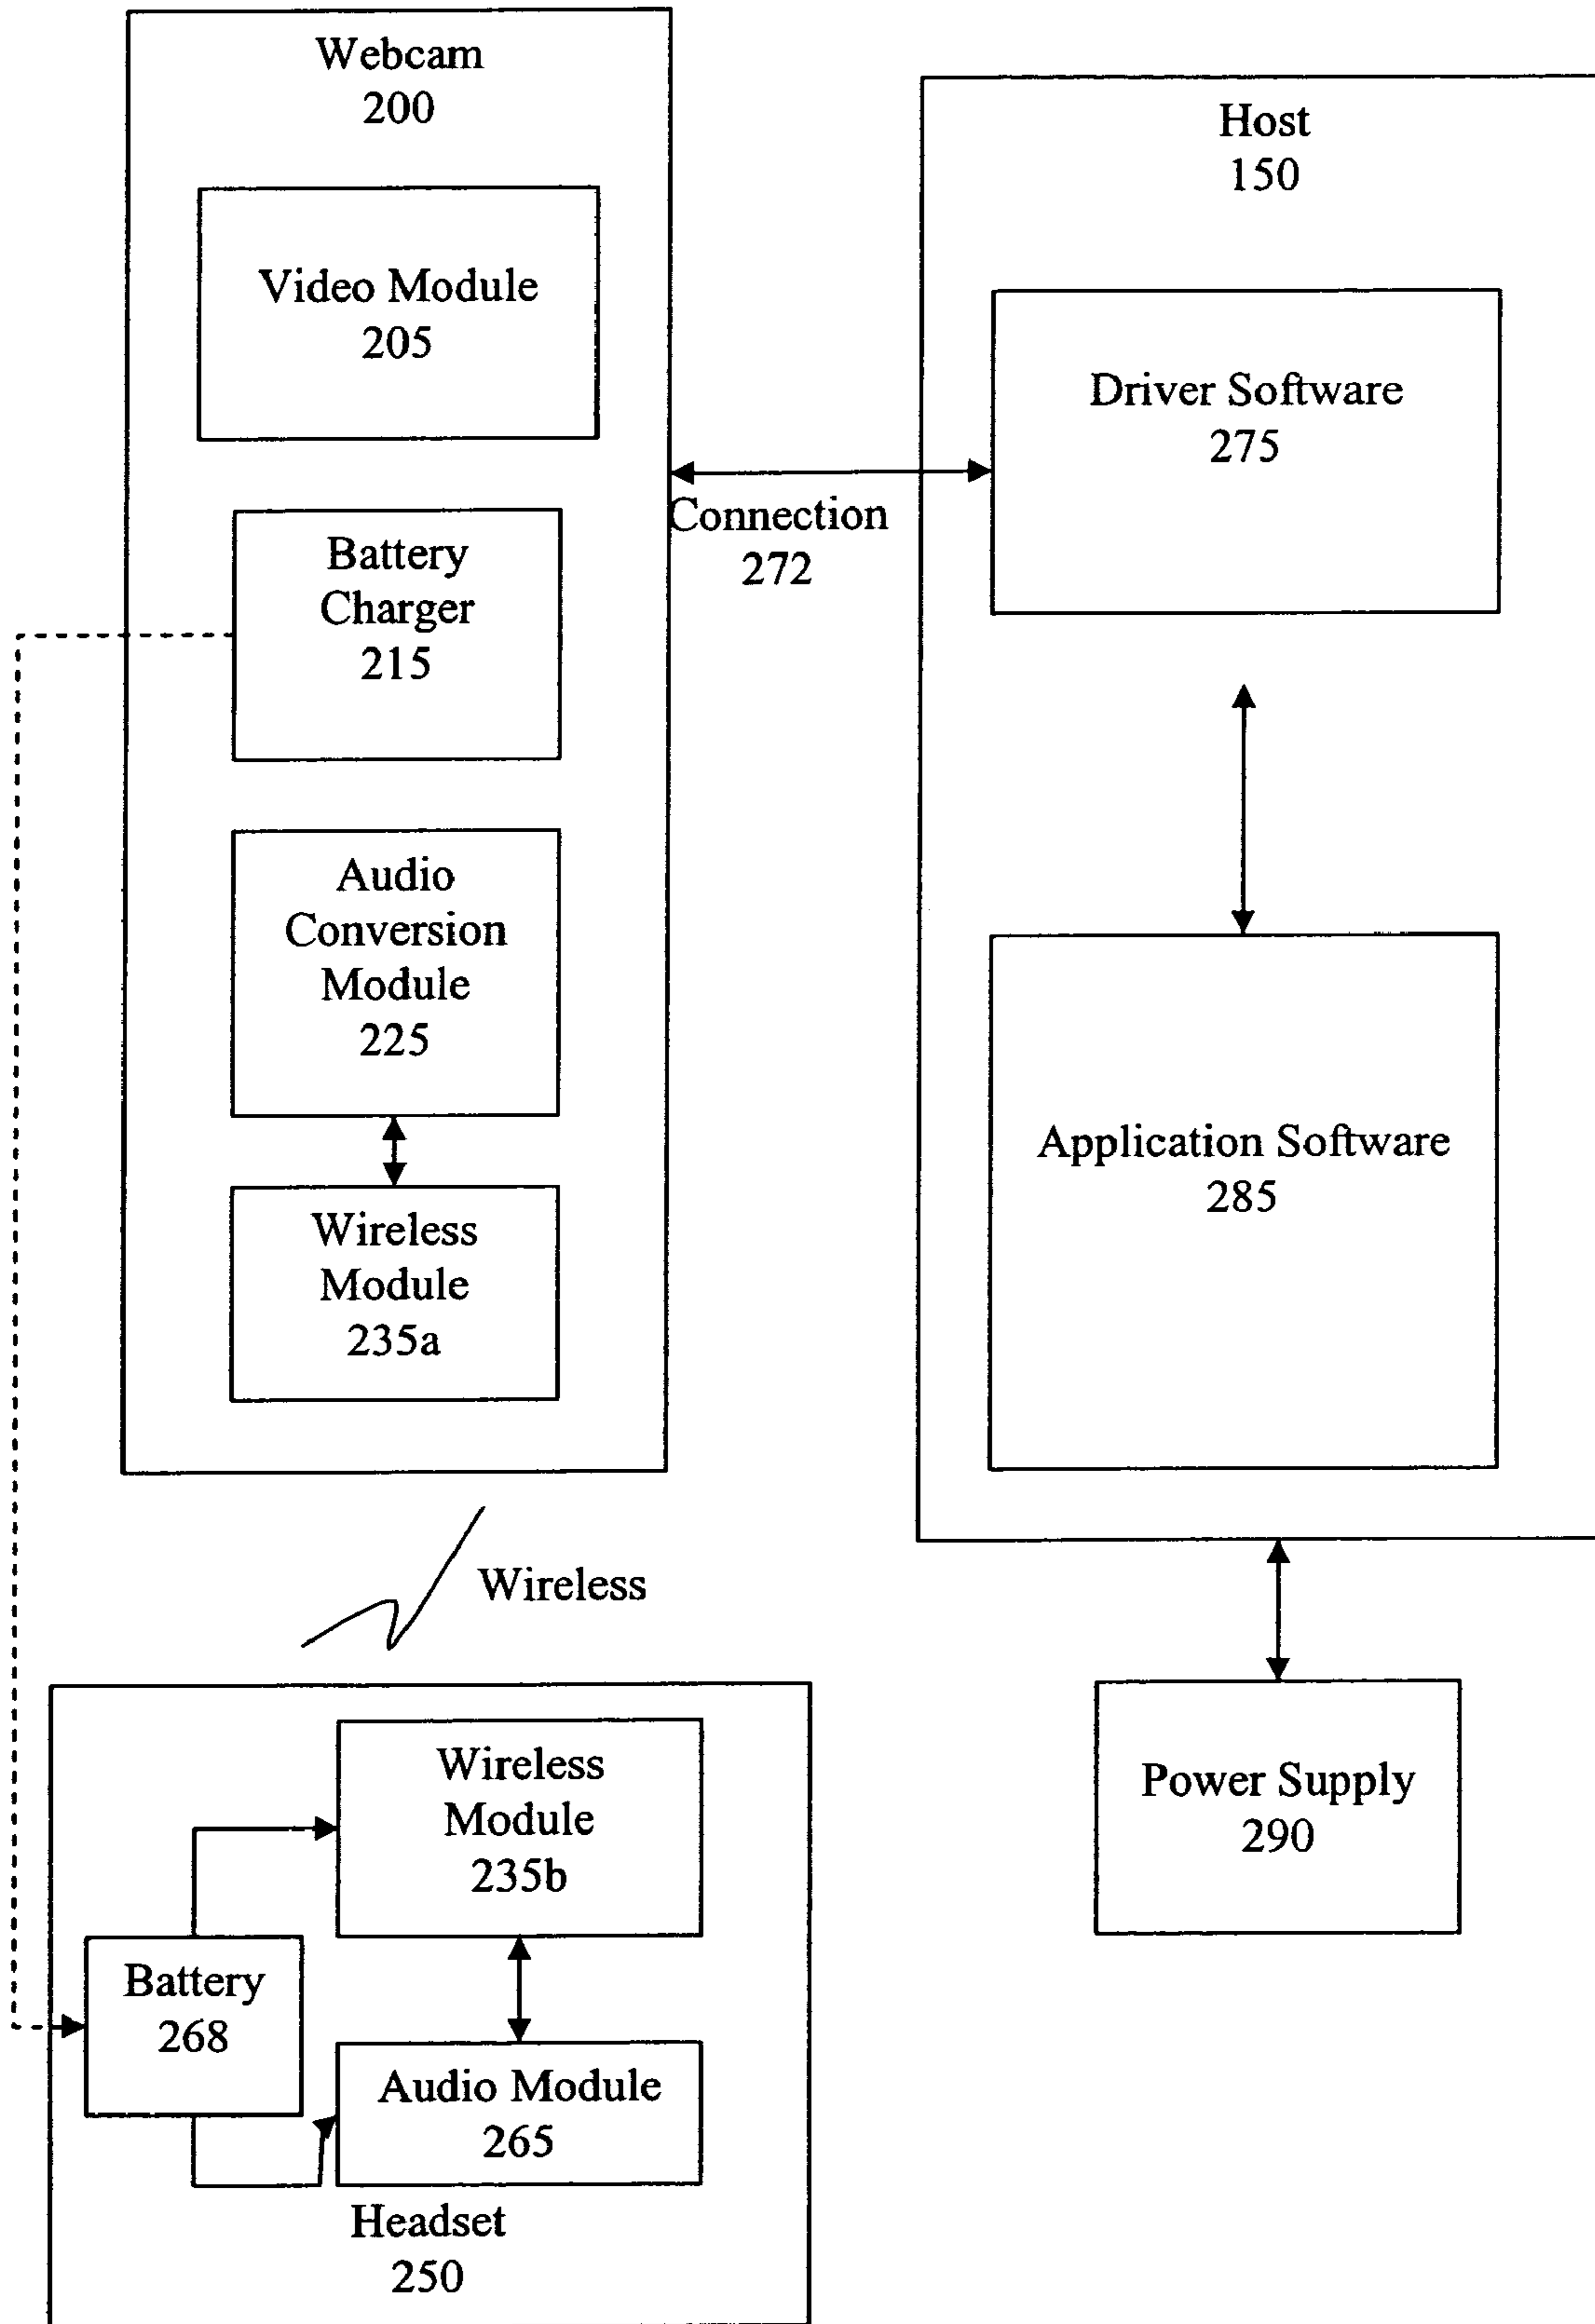 Webcam
200
Video Module
205
Battery
Charger
215
Audio
Conversion
Module
225
Wireless
Module
235a
Connection
272
Host
150
Driver Software
275
Application Software
285
Wireless
Wireless
Module
235b
Battery
268
Audio Module
265
Headset
250
Power Supply
290